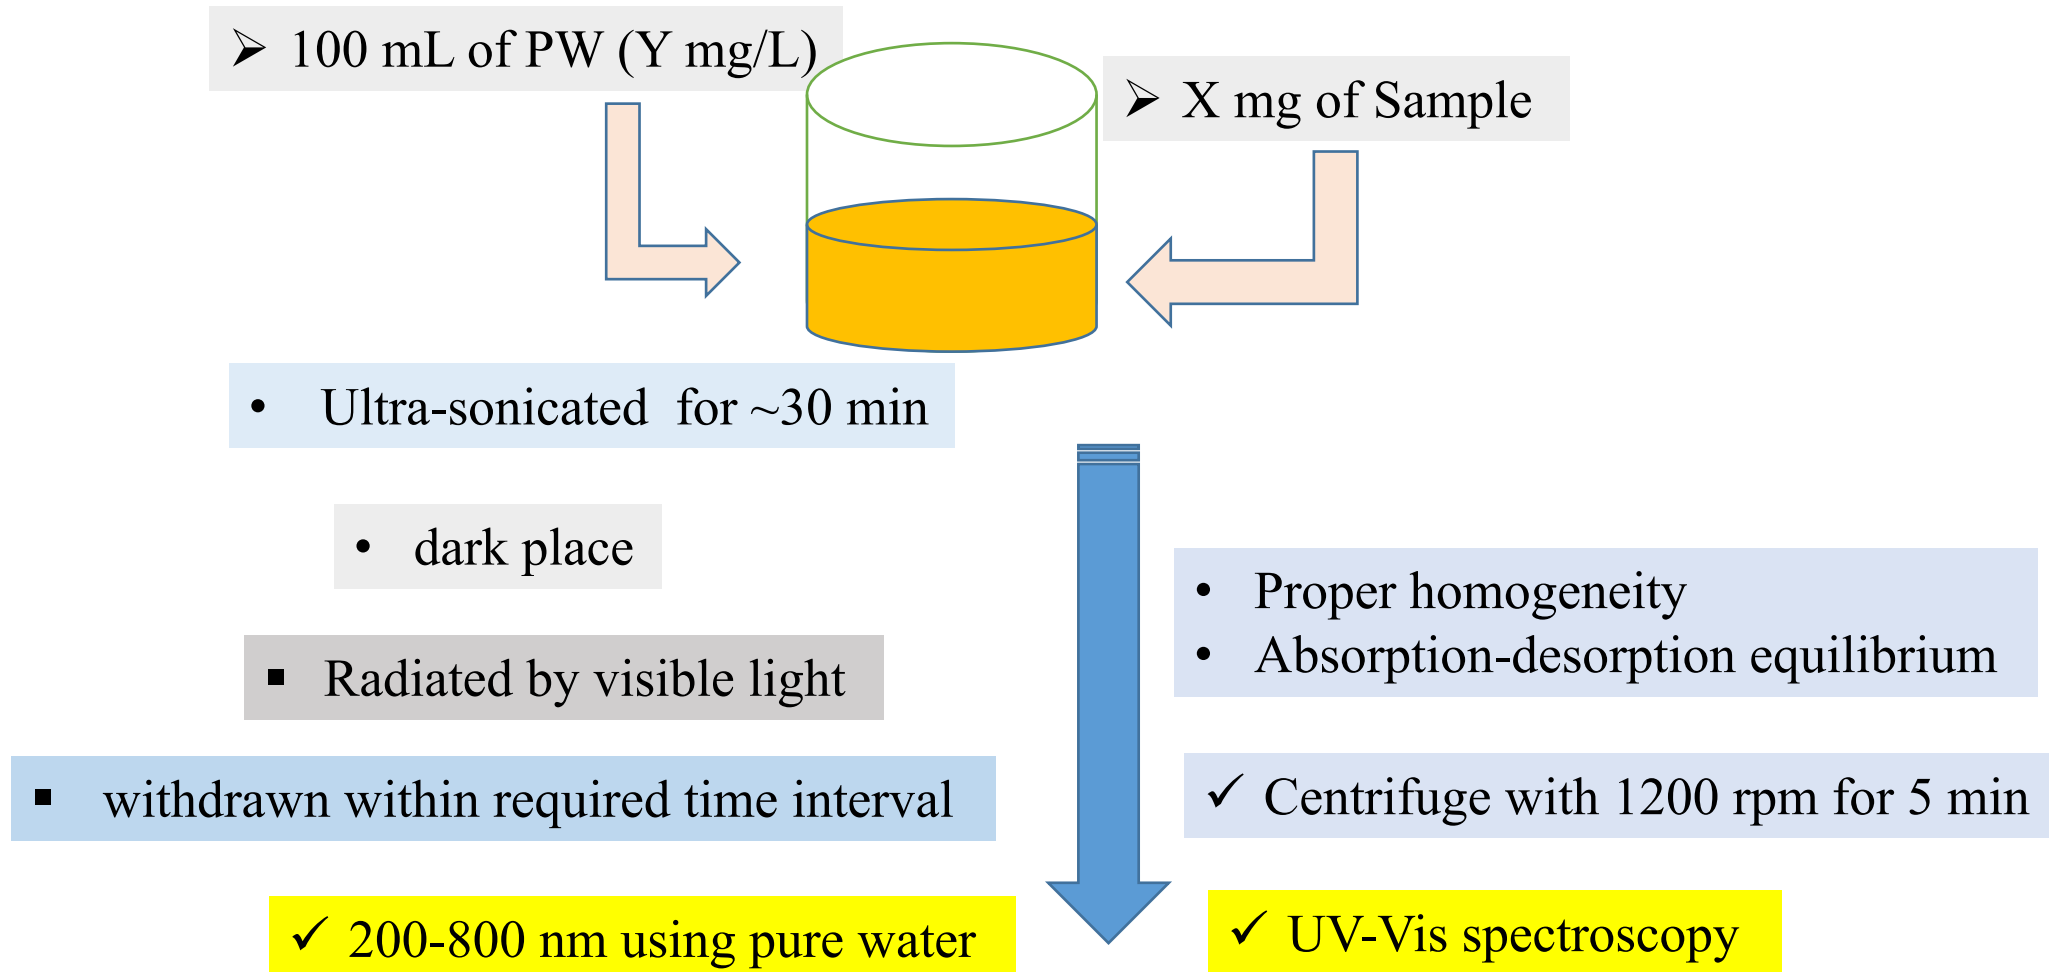 ➢ 100 mL of PW (Y mg/L)
➢ X mg of Sample
• Ultra-sonicated for ~30 min
• dark place
• Proper homogeneity
• Absorption-desorption equilibrium
▪ Radiated by visible light
▪ withdrawn within required time interval
✓ Centrifuge with 1200 rpm for 5 min
✓ 200-800 nm using pure water
✓ UV-Vis spectroscopy